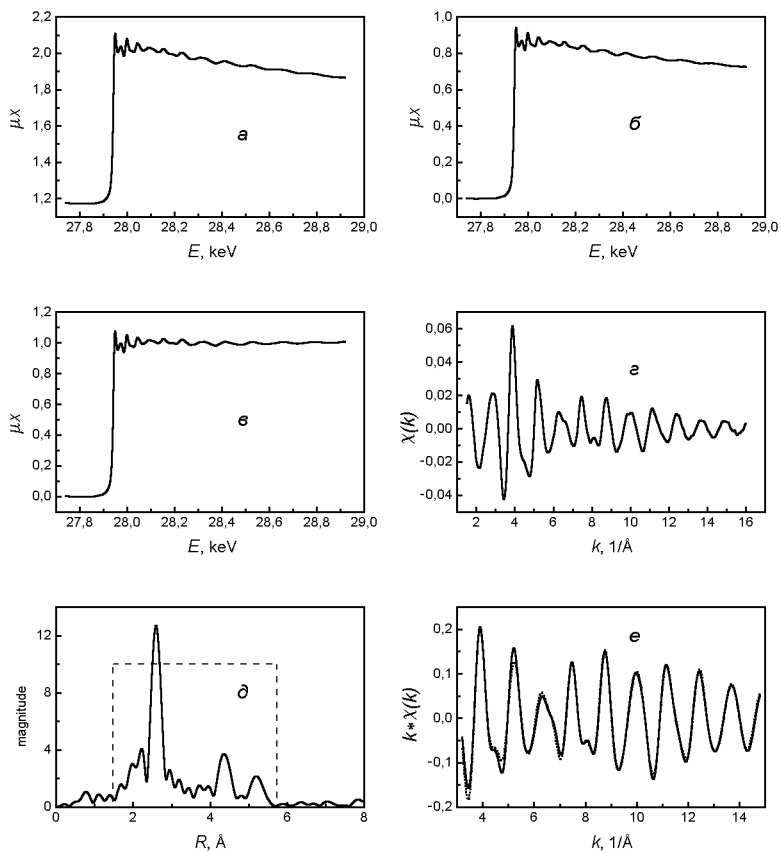 2,2
2,0
1,8
1,6
1,4
1,2
μx
а
27,8 28,0 28,2 28,4 28,6 28,8 29,0
E, keV
1,0
0,8
0,6
0,4
0,2
0,0
μx
б
27,8 28,0 28,2 28,4 28,6 28,8 29,0
E, keV
1,2
1,0
0,8
0,6
0,4
0,2
0,0
μx
в
27,8 28,0 28,2 28,4 28,6 28,8 29,0
E, keV
0,06
0,04
0,02
0,00
-0,02
-0,04
χ(k)
г
2 4 6 8 10 12 14 16
k, 1/Å
12
8
4
0
magnitude
д
0 2 4 6 8
R, Å
0,2
0,1
0,0
-0,1
-0,2
k*χ(k)
е
4 6 8 10 12 14
k, 1/Å